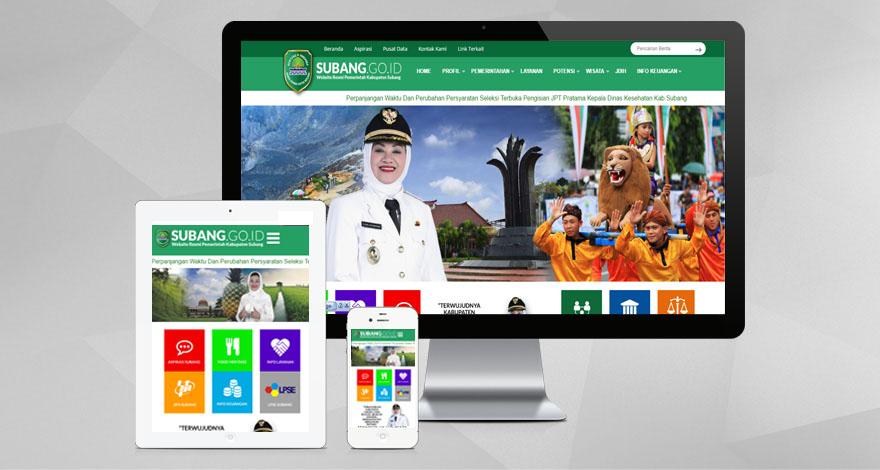 Beranda Aspirasi Pusat Data Kontak Kami Link Terkait
Pencarian Berita
SUBANG.GO.ID
Website Resmi Pemerintah Kabupaten Subang
HOME PROFIL PEMERINTAHAN LAYANAN POTENSI WISATA JDIH INFO KEUANGAN
Perpanjangan Waktu Dan Perubahan Persyaratan Seleksi Terbuka Pengisian JPT Pratama Kepala Dinas Kesehatan Kab Subang
"TERWUJUDNYA
KABUPATEN
SUBANG.GO.ID
Website Resmi Pemerintah Kabupaten Subang
Perpanjangan Waktu Dan Perubahan Persyaratan Seleksi Te
ASPIRASI SUBANG
FOOD HERITAGE
INFO LAYANAN
BPS SUBANG
INFO KEUANGAN
LPSE
LPSE SUBANG
"TERWUJUDNYA
SUBANG.GO.ID